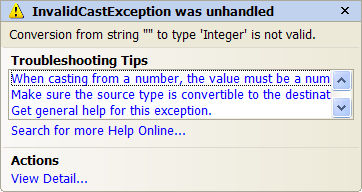 InvalidCastException was unhandled
Conversion from string "" to type 'Integer' is not valid.
Troubleshooting Tips
When casting from a number, the value must be a num
Make sure the source type is convertible to the destinat
Get general help for this exception.
Search for more Help Online...
Actions
View Detail...